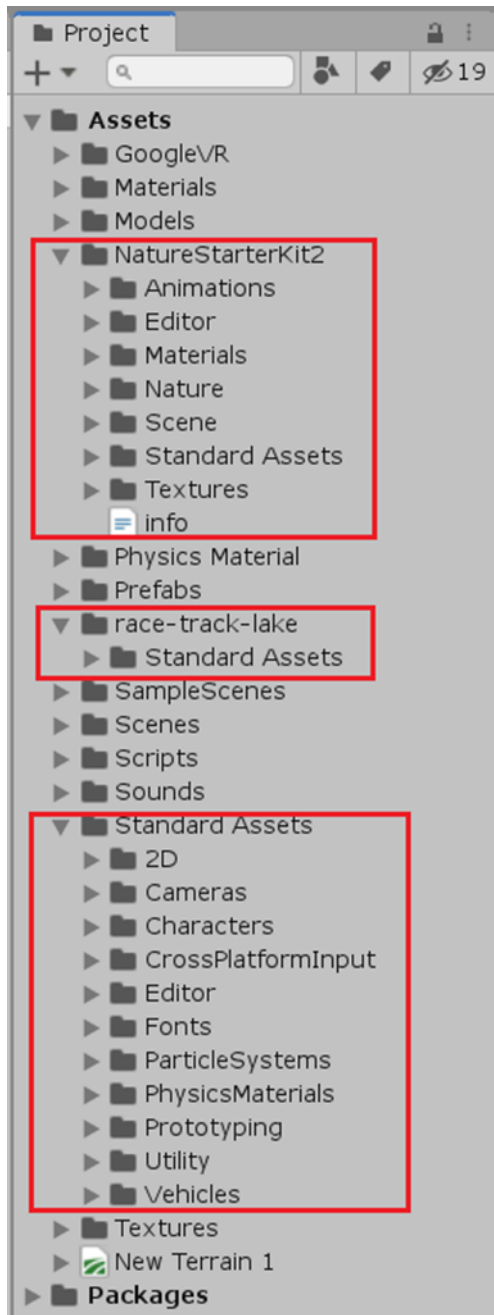 Project
19
Assets
GoogleVR
Materials
Models
NatureStarterKit2
Animations
Editor
Materials
Nature
Scene
Standard Assets
Textures
info
Physics Material
Prefabs
race-track-lake
Standard Assets
SampleScenes
Scenes
Scripts
Sounds
Standard Assets
2D
Cameras
Characters
CrossPlatformInput
Editor
Fonts
ParticleSystems
PhysicsMaterials
Prototyping
Utility
Vehicles
Textures
New Terrain 1
Packages